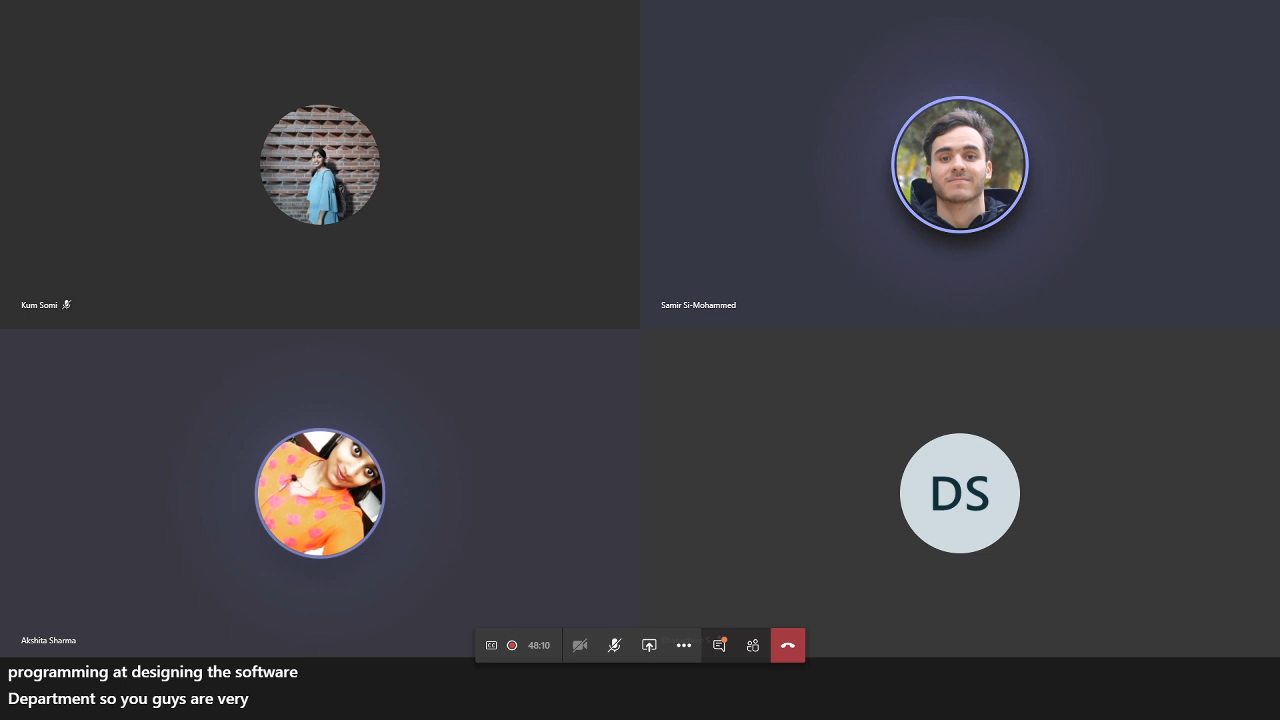 Kum Somi
Samir Si-Mohammed
DS
Akshita Sharma
CC 48:10
programming at designing the software
Department so you guys are very